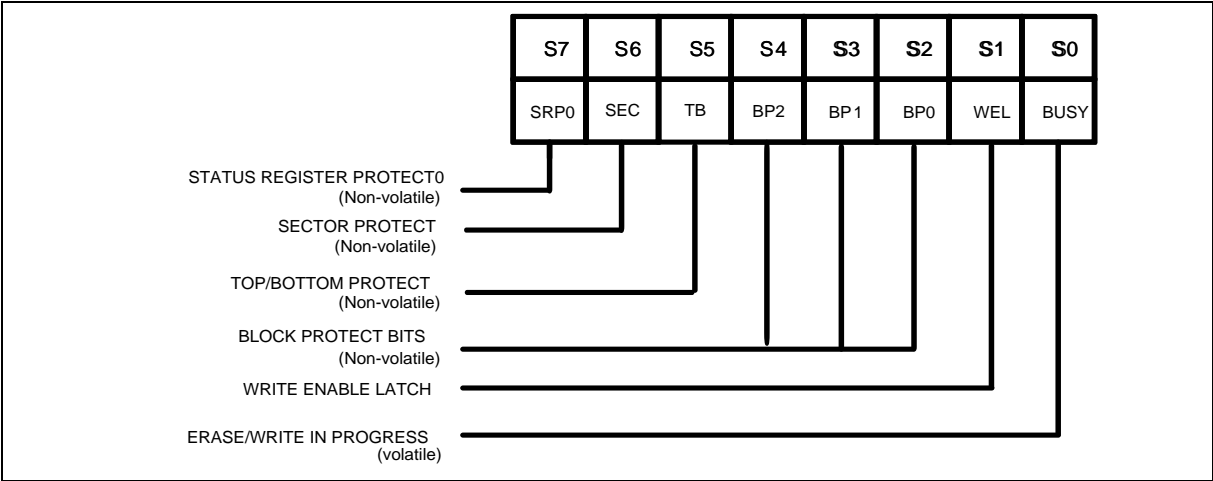 S7 S6 S5 S4 S3 S2 S1 S0
SRP0 SEC TB BP2 BP1 BP0 WEL BUSY
STATUS REGISTER PROTECT0
(Non-volatile)
SECTOR PROTECT
(Non-volatile)
TOP/BOTTOM PROTECT
(Non-volatile)
BLOCK PROTECT BITS
(Non-volatile)
WRITE ENABLE LATCH
ERASE/WRITE IN PROGRESS
(volatile)